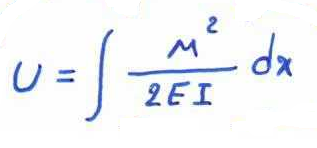 U = ∫ M² / 2EI dx